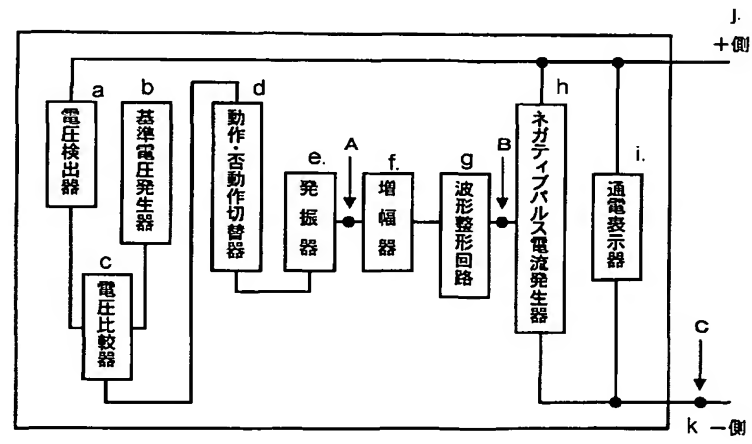 j.
+側
a
電圧検出器
b
基準電圧発生器
c
電圧比較器
d
動作・否動作切替器
e.
発振器
A
f.
増幅器
g
波形整形回路
B
h
ネガティブパルス電流発生器
i.
通電表示器
C
k －側